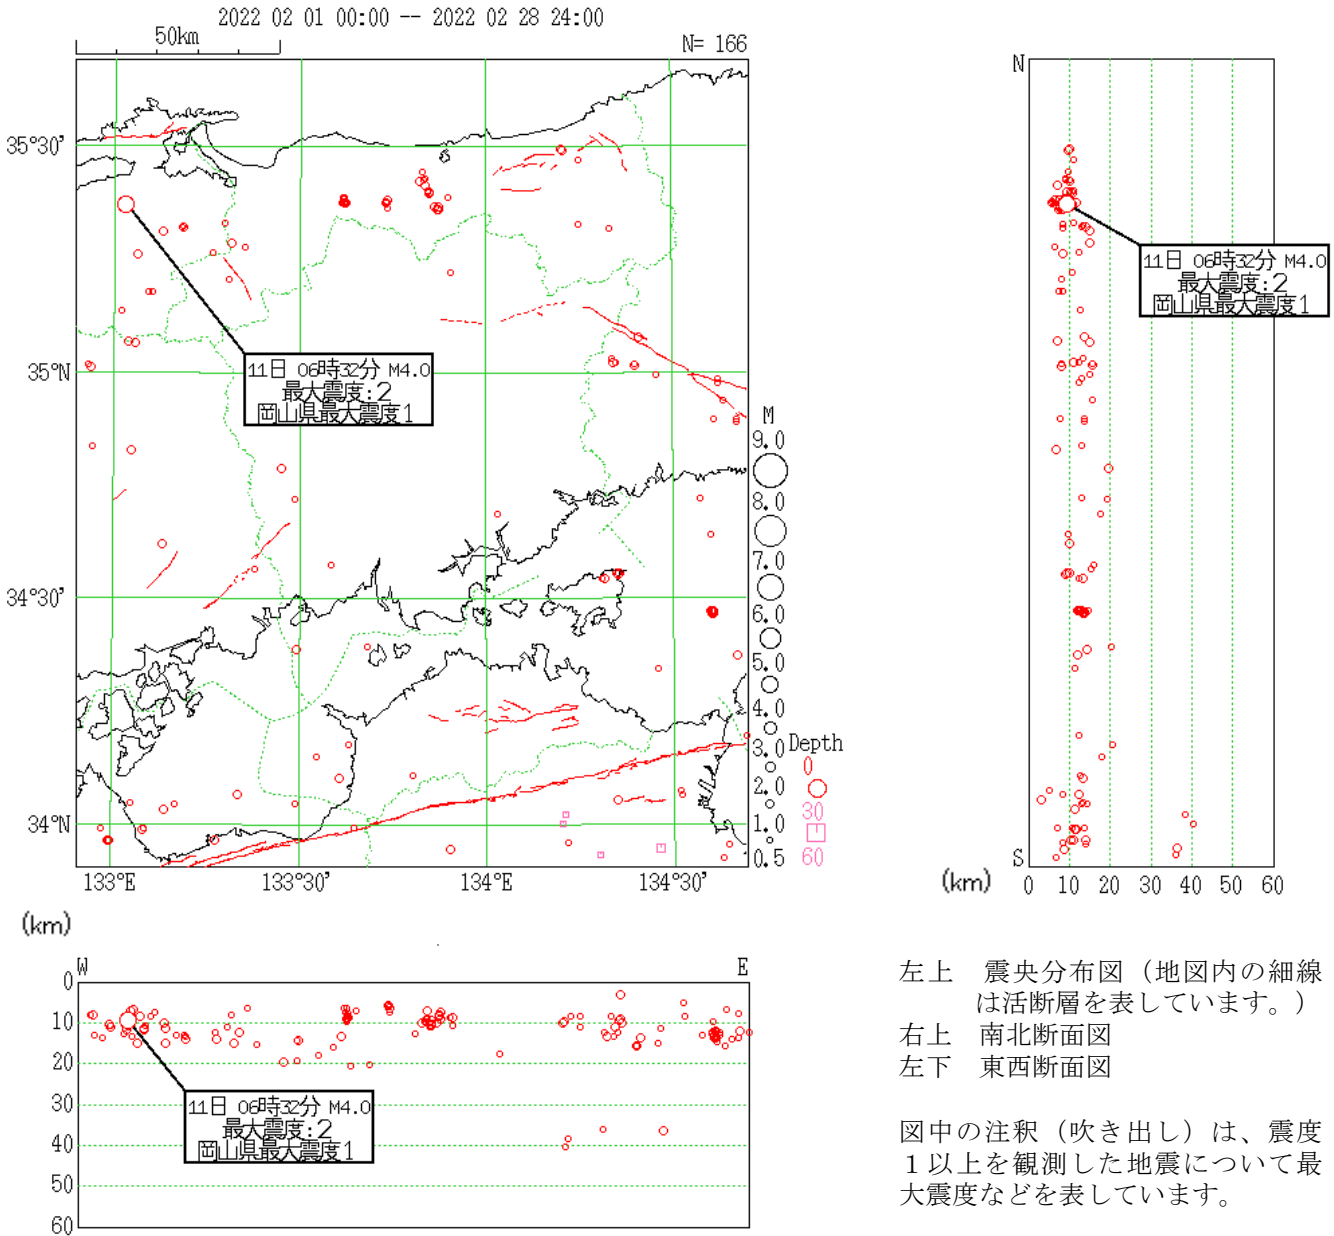 2022 02 01 00:00 -- 2022 02 28 24:00
50km
N= 166
35°30’
35°N
34°30’
34°N
133°E
133°30’
134°E
134°30’
11日 06時32分 M4.0
最大震度:2
岡山県最大震度1
M
9.0
8.0
7.0
6.0
5.0
4.0
3.0
2.0
1.0
0.5
Depth
0
30
60
N
S
11日 06時32分 M4.0
最大震度:2
岡山県最大震度1
(km)
0 10 20 30 40 50 60
(km)
W
E
0
10
20
30
40
50
60
11日 06時32分 M4.0
最大震度:2
岡山県最大震度1
左上 震央分布図（地図内の細線
は活断層を表しています。）
右上 南北断面図
左下 東西断面図
図中の注釈（吹き出し）は、震度
１以上を観測した地震について最
大震度などを表しています。